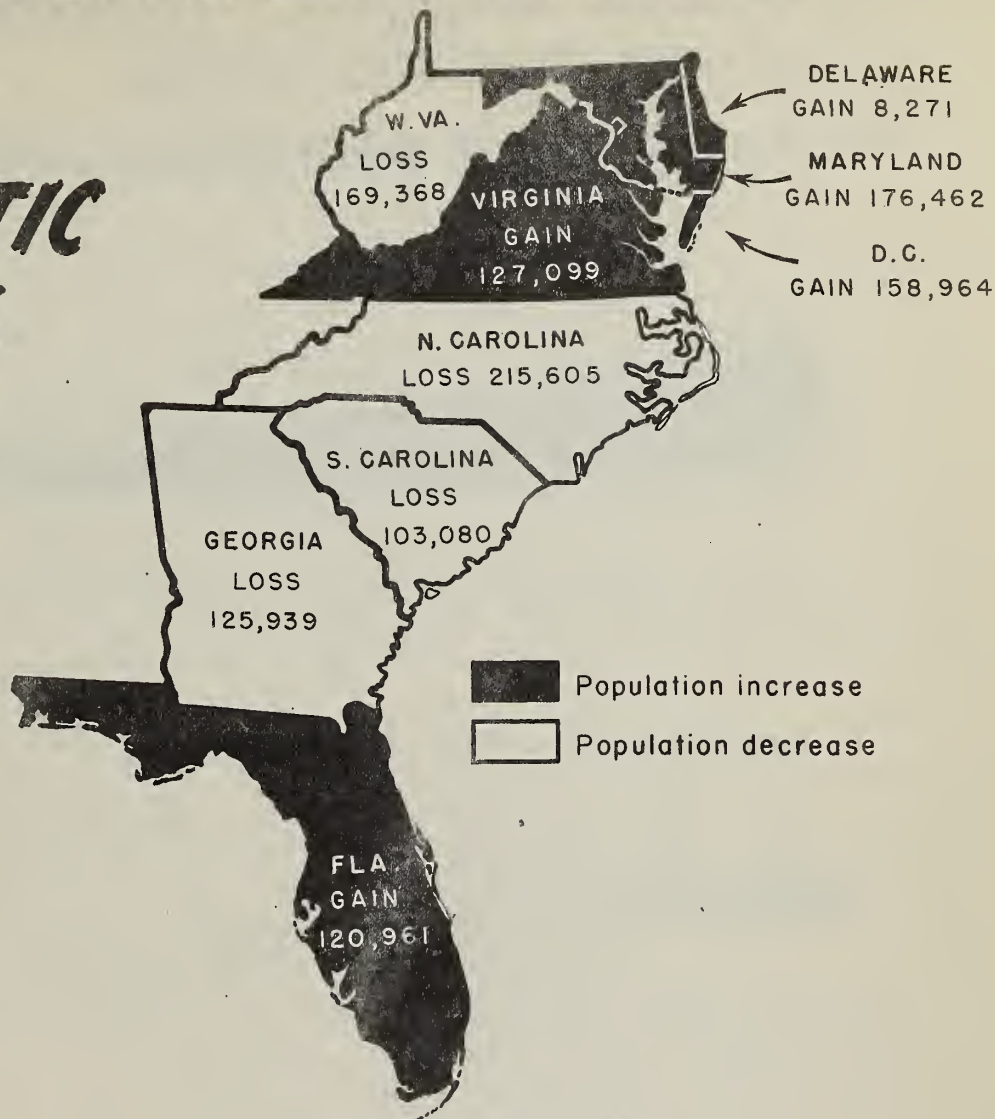 TIC
DELAWARE
GAIN 8,271
MARYLAND
GAIN 176,462
D.C.
GAIN 158,964
W. VA.
LOSS
169,368
VIRGINIA
GAIN
127,099
N. CAROLINA
LOSS 215,605
S. CAROLINA
LOSS
103,080
GEORGIA
LOSS
125,939
Population increase
Population decrease
FLA
GAIN
120,961